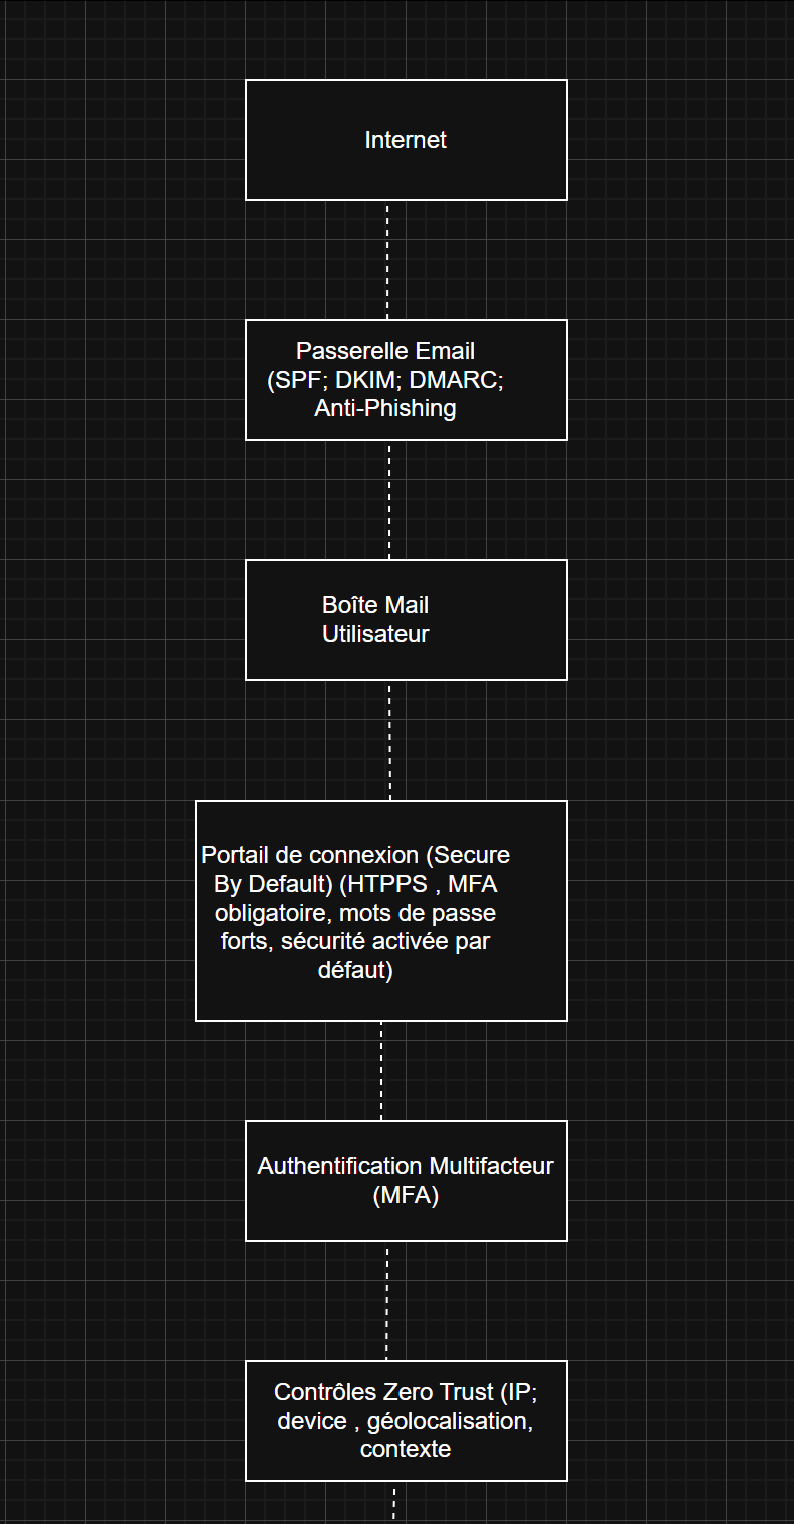 Internet
Passerelle Email
(SPF; DKIM; DMARC;
Anti-Phishing
Boîte Mail
Utilisateur
Portail de connexion (Secure
By Default) (HTPPS , MFA
obligatoire, mots de passe
forts, sécurité activée par
défaut)
Authentification Multifacteur
(MFA)
Contrôles Zero Trust (IP;
device , géolocalisation,
contexte